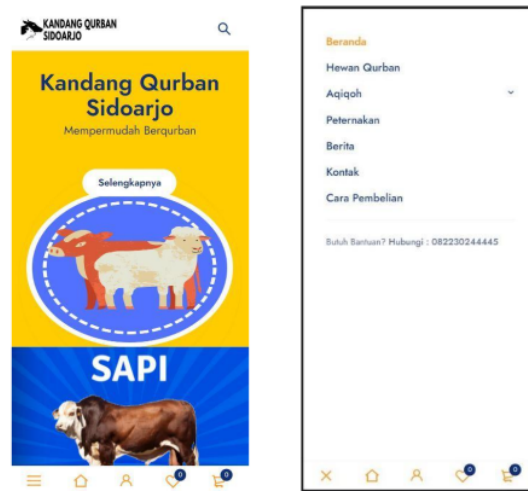 KANDANG QURBAN
SIDOARJO
Kandang Qurban
Sidoarjo
Mempermudah Berqurban
Selengkapnya
SAPI
0
0
Beranda
Hewan Qurban
Aqiqoh
Peternakan
Berita
Kontak
Cara Pembelian
Butuh Bantuan? Hubungi : 082230244445
0
0